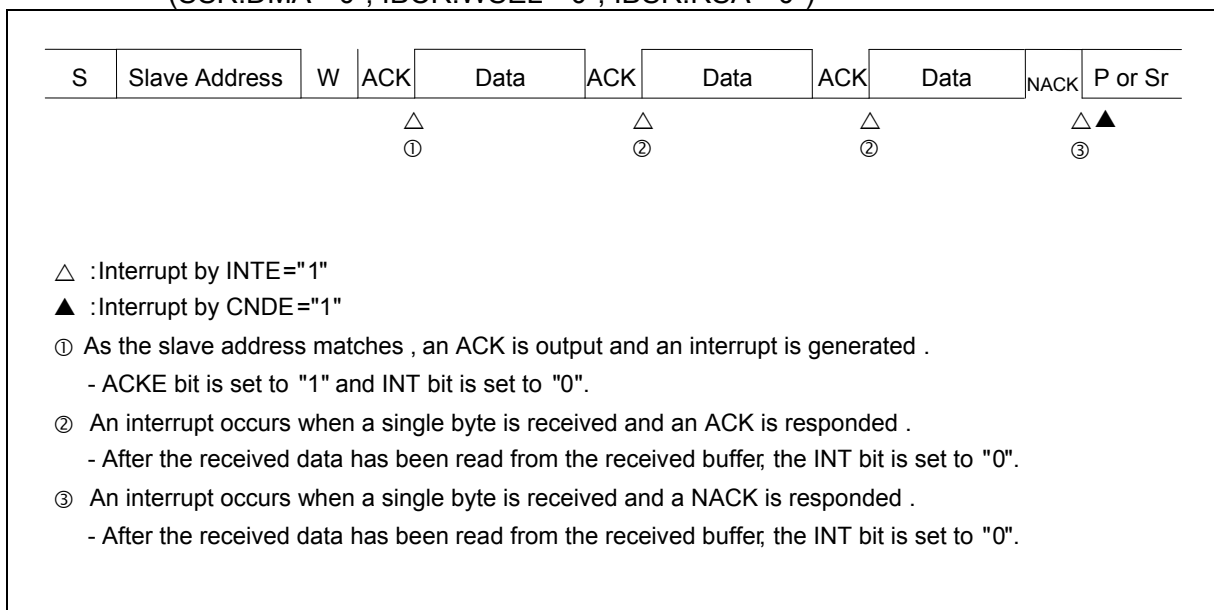 S Slave Address W ACK Data ACK Data ACK Data NACK P or Sr
△ △ △ △ ▲
① ② ② ③
△ :Interrupt by INTE="1"
▲ :Interrupt by CNDE="1"
① As the slave address matches , an ACK is output and an interrupt is generated .
- ACKE bit is set to "1" and INT bit is set to "0".
② An interrupt occurs when a single byte is received and an ACK is responded .
- After the received data has been read from the received buffer, the INT bit is set to "0".
③ An interrupt occurs when a single byte is received and a NACK is responded .
- After the received data has been read from the received buffer, the INT bit is set to "0".